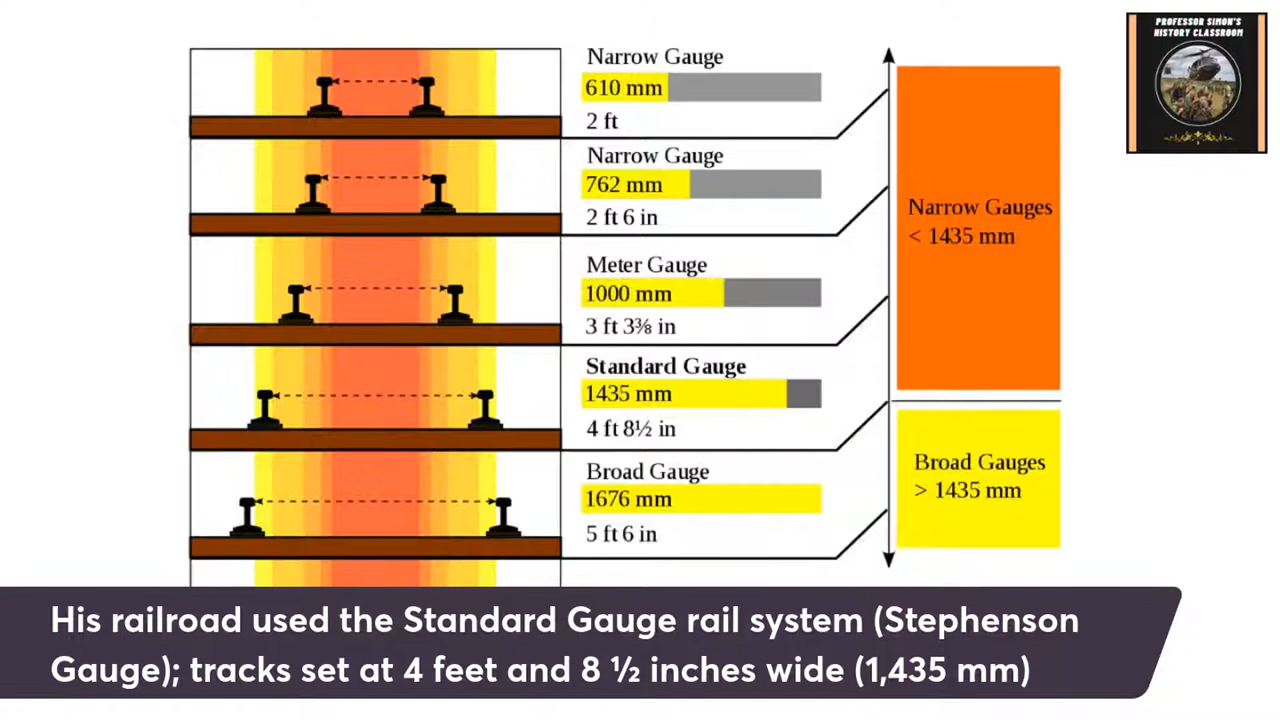 PROFESSOR SIMON'S
HISTORY CLASSROOM
Narrow Gauge
610 mm
2 ft
Narrow Gauge
762 mm
2 ft 6 in
Meter Gauge
1000 mm
3 ft 3⅜ in
Standard Gauge
1435 mm
4 ft 8½ in
Broad Gauge
1676 mm
5 ft 6 in
Narrow Gauges
< 1435 mm
Broad Gauges
> 1435 mm
His railroad used the Standard Gauge rail system (Stephenson
Gauge); tracks set at 4 feet and 8 ½ inches wide (1,435 mm)